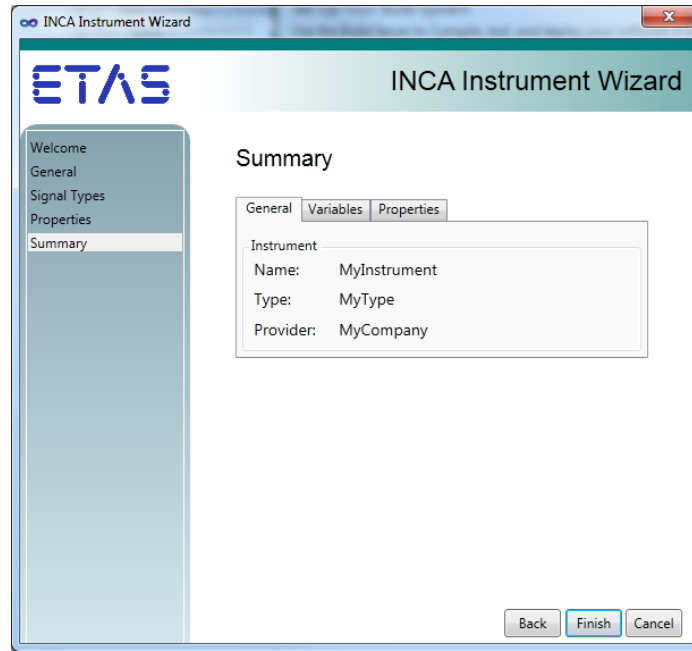 INCA Instrument Wizard
ETAS
INCA Instrument Wizard
Welcome
General
Signal Types
Properties
Summary
Summary
General Variables Properties
Instrument
Name: MyInstrument
Type: MyType
Provider: MyCompany
Back Finish Cancel